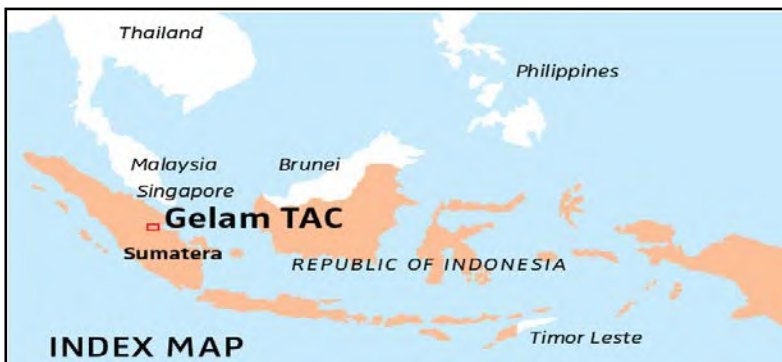 Thailand
Philippines
Malaysia
Brunei
Singapore
Gelam TAC
Sumatera
REPUBLIC OF INDONESIA
Timor Leste
INDEX MAP